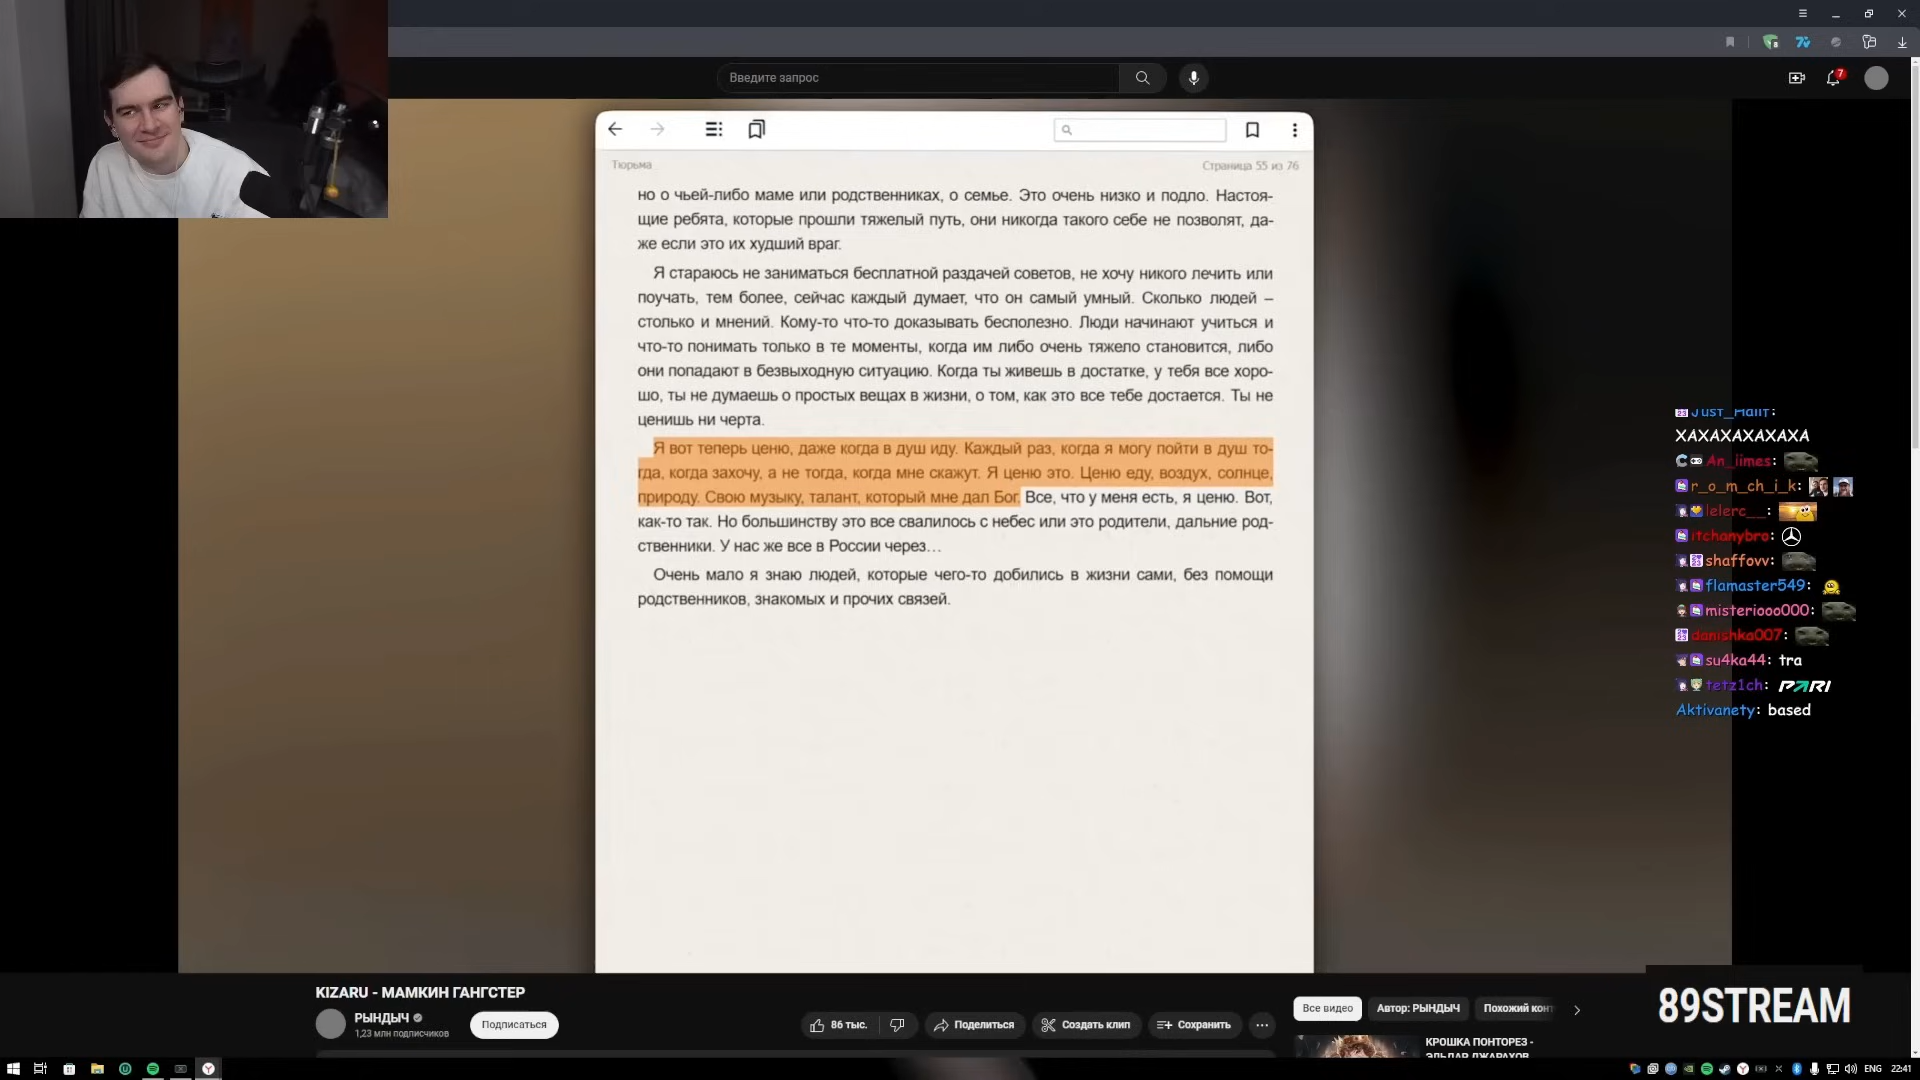 Введите запрос
7
Тюрьма
Страница 55 из 76
но о чьей-либо маме или родственниках, о семье. Это очень низко и подло. Настоя-
щие ребята, которые прошли тяжелый путь, они никогда такого себе не позволят, да-
же если это их худший враг.
Я стараюсь не заниматься бесплатной раздачей советов, не хочу никого лечить или
поучать, тем более, сейчас каждый думает, что он самый умный. Сколько людей –
столько и мнений. Кому-то что-то доказывать бесполезно. Люди начинают учиться и
что-то понимать только в те моменты, когда им либо очень тяжело становится, либо
они попадают в безвыходную ситуацию. Когда ты живешь в достатке, у тебя все хоро-
шо, ты не думаешь о простых вещах в жизни, о том, как это все тебе достается. Ты не
ценишь ни черта.
Я вот теперь ценю, даже когда в душ иду. Каждый раз, когда я могу пойти в душ то-
гда, когда захочу, а не тогда, когда мне скажут. Я ценю это. Ценю еду, воздух, солнце,
природу. Свою музыку, талант, который мне дал Бог. Все, что у меня есть, я ценю. Вот,
как-то так. Но большинству это все свалилось с небес или это родители, дальние род-
ственники. У нас же все в России через…
Очень мало я знаю людей, которые чего-то добились в жизни сами, без помощи
родственников, знакомых и прочих связей.
XAXAXAXAXAXA
An_iimes:
r_o_m_ch_i_k:
lelerc__:
itchanybro:
shaffovv:
flamaster549:
misteriooo000:
danishka007:
su4ka44: tra
tetz1ch: PARI
Aktivanety: based
KIZARU - МАМКИН ГАНГСТЕР
РЫНДЫЧ
1,23 млн подписчиков
Подписаться
86 тыс.
Поделиться
Создать клип
Сохранить
Все видео
Автор: РЫНДЫЧ
Похожий конт
КРОШКА ПОНТОРЕЗ -
ЭЛЬДАР ДЖАРАХОВ
89STREAM
ENG 22:41